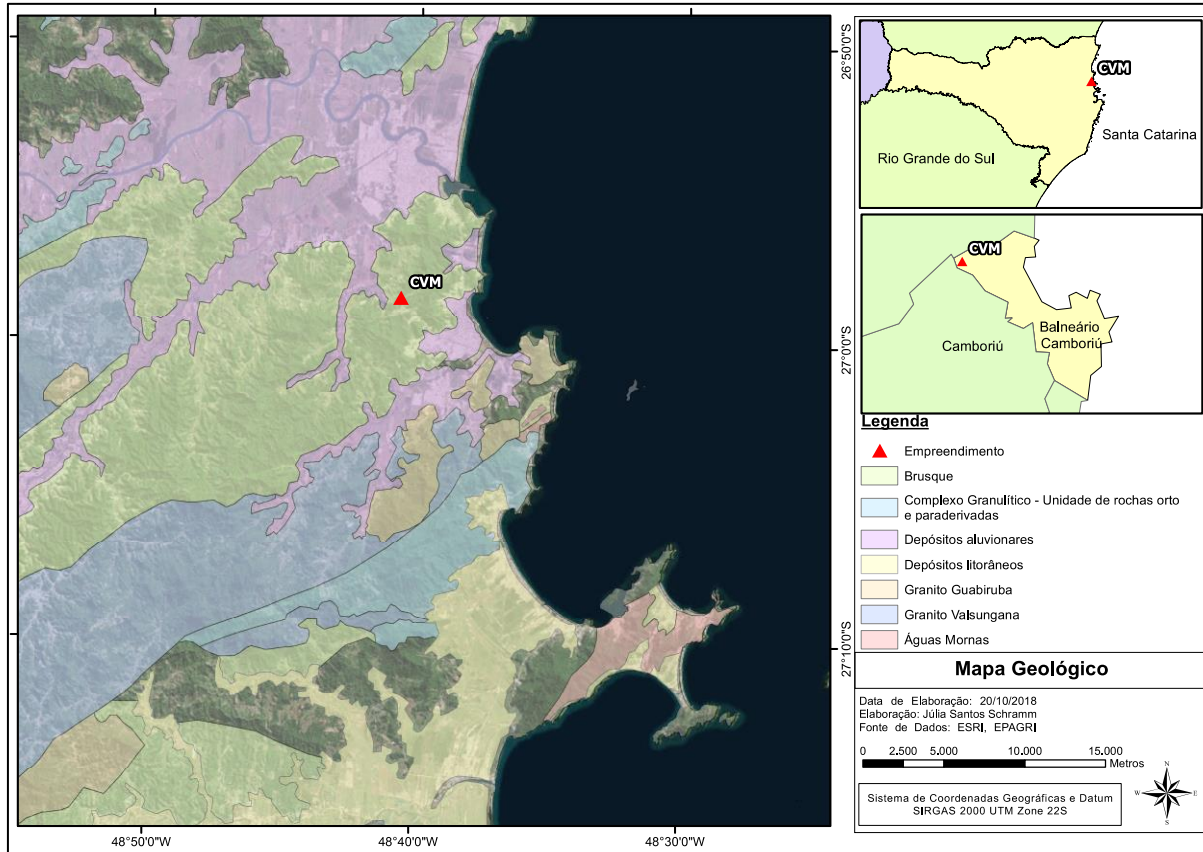 CVM
26°50'0"S
27°0'0"S
27°10'0"S
48°50'0"W
48°40'0"W
48°30'0"W
CVM
Santa Catarina
Rio Grande do Sul
CVM
Balneário
Camboriú
Camboriú
Legenda
Empreendimento
Brusque
Complexo Granulítico - Unidade de rochas orto
e paraderivadas
Depósitos aluvionares
Depósitos litorâneos
Granito Guabiruba
Granito Valsungana
Águas Mornas
Mapa Geológico
Data de Elaboração: 20/10/2018
Elaboração: Júlia Santos Schramm
Fonte de Dados: ESRI, EPAGRI
0 2.500 5.000 10.000 15.000
Metros
N
W E
S
Sistema de Coordenadas Geográficas e Datum
SIRGAS 2000 UTM Zone 22S